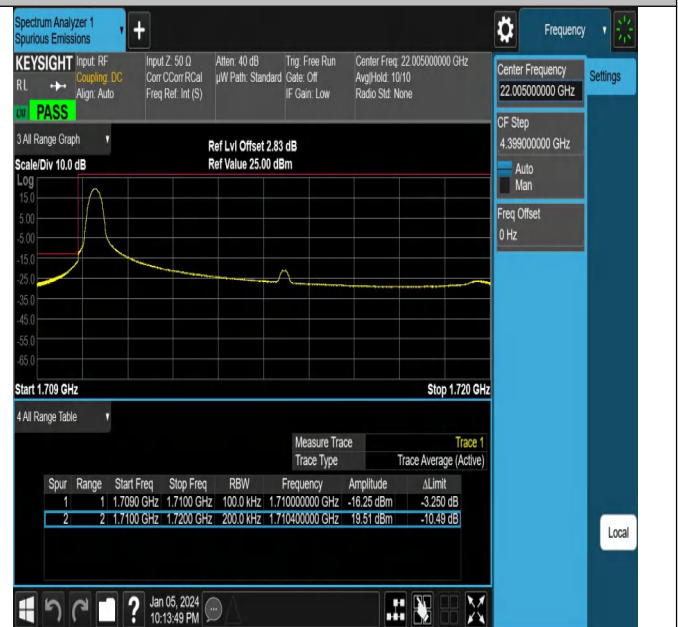 Spectrum Analyzer 1
Spurious Emissions
+
Frequency
KEYSIGHT
RL
PASS
Input: RF
Coupling: DC
Align: Auto
Input Z: 50 Ω
Corr CCorr RCal
Freq Ref: Int (S)
Atten: 40 dB
µW Path: Standard
Trig: Free Run
Gate: Off
IF Gain: Low
Center Freq: 22.005000000 GHz
Avg|Hold: 10/10
Radio Std: None
Center Frequency
22.005000000 GHz
Settings
CF Step
4.399000000 GHz
Auto
Man
Freq Offset
0 Hz
3 All Range Graph
Ref Lvl Offset 2.83 dB
Scale/Div 10.0 dB
Ref Value 25.00 dBm
Log
15.0
5.00
-5.00
-15.0
-25.0
-35.0
-45.0
-55.0
-65.0
Start 1.709 GHz
Stop 1.720 GHz
4 All Range Table
Measure Trace Trace 1
Trace Type Trace Average (Active)
Spur Range Start Freq Stop Freq RBW Frequency Amplitude ΔLimit
1 1 1.7090 GHz 1.7100 GHz 100.0 kHz 1.710000000 GHz -16.25 dBm -3.250 dB
2 2 1.7100 GHz 1.7200 GHz 200.0 kHz 1.710400000 GHz 19.51 dBm -10.49 dB
Local
?
Jan 05, 2024
10:13:49 PM